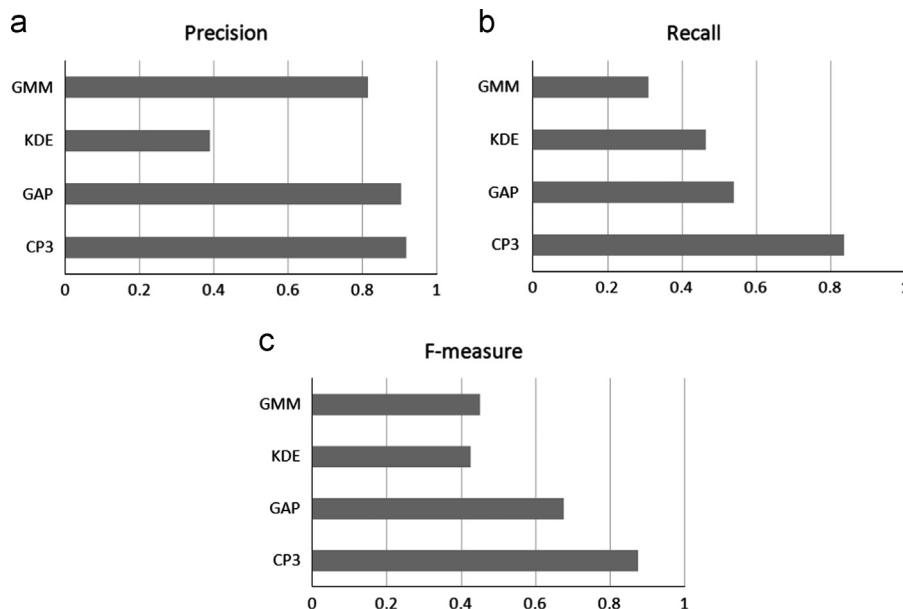 a
Precision
GMM
KDE
GAP
CP3
0 0.2 0.4 0.6 0.8 1
b
Recall
GMM
KDE
GAP
CP3
0 0.2 0.4 0.6 0.8 1
c
F-measure
GMM
KDE
GAP
CP3
0 0.2 0.4 0.6 0.8 1